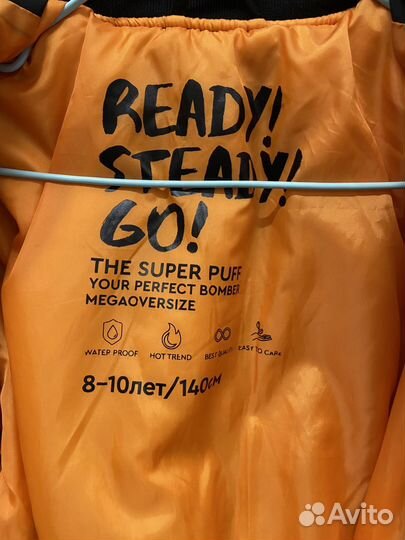 READY!
STEADY!
GO!
THE SUPER PUFF
YOUR PERFECT BOMBER
MEGAOVERSIZE
WATER PROOF HOT TREND BEST QUALITY EASY TO CARE
8-10лет/140см
Avito